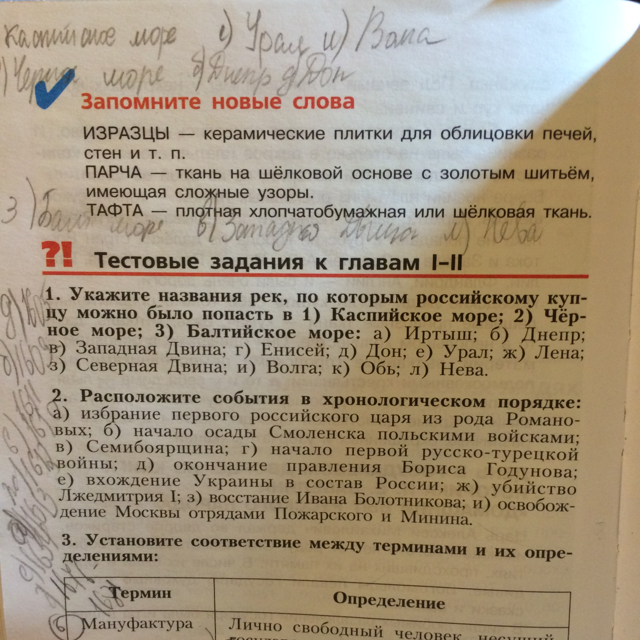 Каспийское море е) Урал и) Волга
Черное море б) Днепр д) Дон
Запомните новые слова
ИЗРАЗЦЫ — керамические плитки для облицовки печей,
стен и т. п.
ПАРЧА — ткань на шёлковой основе с золотым шитьём,
имеющая сложные узоры.
ТАФТА — плотная хлопчатобумажная или шёлковая ткань.
3) море в) Западная Двина л) Нева
?! Тестовые задания к главам I–II
1. Укажите названия рек, по которым российскому куп-
цу можно было попасть в 1) Каспийское море; 2) Чёр-
ное море; 3) Балтийское море: а) Иртыш; б) Днепр;
в) Западная Двина; г) Енисей; д) Дон; е) Урал; ж) Лена;
з) Северная Двина; и) Волга; к) Обь; л) Нева.
2. Расположите события в хронологическом порядке:
а) избрание первого российского царя из рода Романо-
вых; б) начало осады Смоленска польскими войсками;
в) Семибоярщина; г) начало первой русско-турецкой
войны; д) окончание правления Бориса Годунова;
е) вхождение Украины в состав России; ж) убийство
Лжедмитрия I; з) восстание Ивана Болотникова; и) освобож-
дение Москвы отрядами Пожарского и Минина.
3. Установите соответствие между терминами и их опре-
делениями:
Термин Определение
Мануфактура Лично свободный человек, несущий